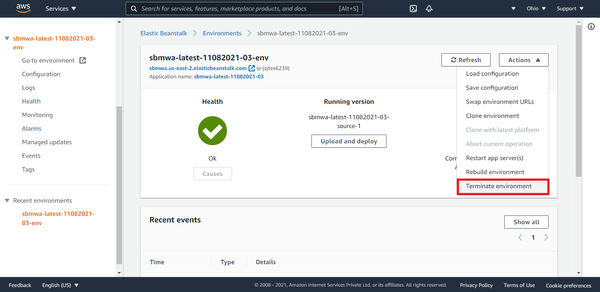 aws
Services
Search for services, features, marketplace products, and docs
[Alt+S]
Ohio
Support
sbmwa-latest-11082021-03-
env
Go to environment
Configuration
Logs
Health
Monitoring
Alarms
Managed updates
Events
Tags
Recent environments
sbmwa-latest-11082021-
03-env
Elastic Beanstalk
Environments
sbmwa-latest-11082021-03-env
sbmwa-latest-11082021-03-env
sbmwa.us-east-2.elasticbeanstalk.com (e-jzjtex6239)
Application name: sbmwa-latest-11082021-03
Refresh
Actions
Load configuration
Save configuration
Swap environment URLs
Clone environment
Clone with latest platform
Abort current operation
Restart app server(s)
Rebuild environment
Terminate environment
Health
Ok
Causes
Running version
sbmwa-latest-11082021-03-
source-1
Upload and deploy
Corr
Recent events
Show all
1
Time
Type
Details
Feedback
English (US)
© 2008 - 2021, Amazon Internet Services Private Ltd. or its affiliates. All rights reserved.
Privacy Policy
Terms of Use
Cookie preferences